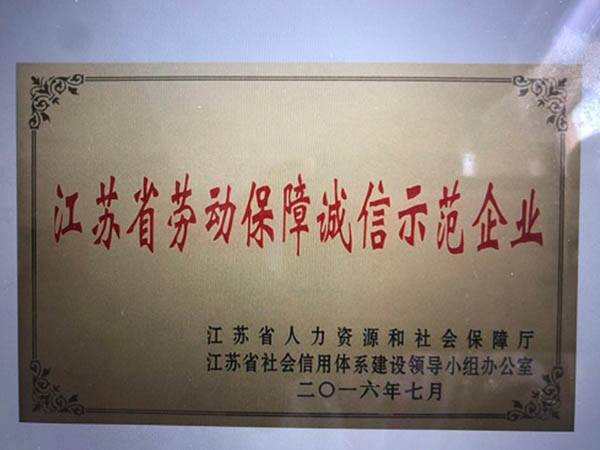 江苏省劳动保障诚信示范企业
江苏省人力资源和社会保障厅
江苏省社会信用体系建设领导小组办公室
二〇一六年七月